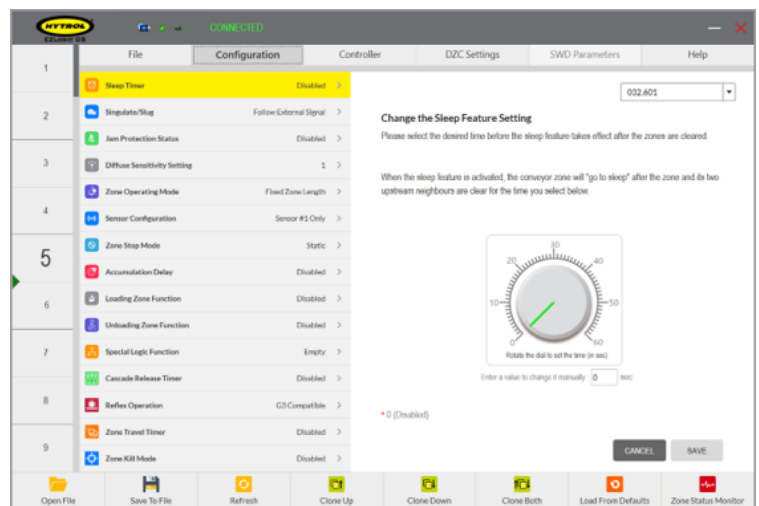 HYTROL
EZLOGIC OS
CONNECTED
File Configuration Controller DZC Settings SWD Parameters Help
1
2
3
4
5
6
7
8
9
Sleep Timer Disabled
Singulate/Slug Follow External Signal
Jam Protection Status Disabled
Diffuse Sensitivity Setting 1
Zone Operating Mode Fixed Zone Length
Sensor Configuration Sensor #1 Only
Zone Stop Mode Static
Accumulation Delay Disabled
Loading Zone Function Disabled
Unloading Zone Function Disabled
Special Logic Function Empty
Cascade Release Timer Disabled
Reflex Operation G3 Compatible
Zone Travel Timer Disabled
Zone Kill Mode Disabled
032.601
Change the Sleep Feature Setting
Please select the desired time before the sleep feature takes effect after the zones are cleared.
When the sleep feature is activated, the conveyor zone will "go to sleep" after the zone and its two
upstream neighbours are clear for the time you select below.
30
20 40
10 50
0 60
Rotate the dial to set the time (in sec)
Enter a value to change it manually 0 sec
* 0 (Disabled)
CANCEL SAVE
Open File Save To File Refresh Clone Up Clone Down Clone Both Load From Defaults Zone Status Monitor